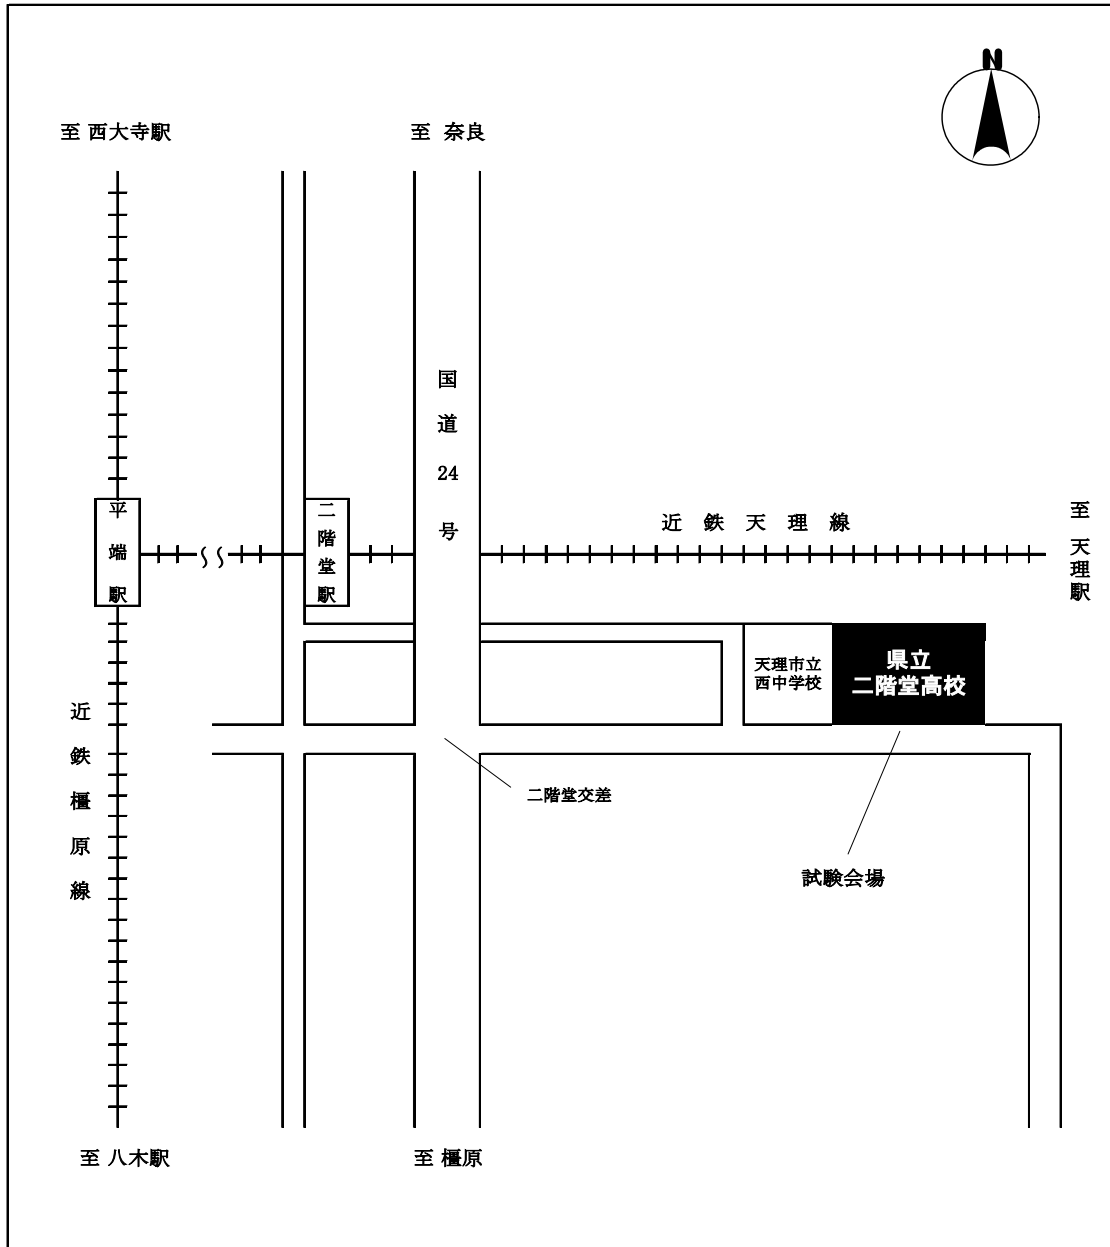 N
至 西大寺駅
至 奈良
国道24号
平端駅
二階堂駅
近鉄天理線
至 天理駅
天理市立
西中学校
県立
二階堂高校
近鉄橿原線
二階堂交差
試験会場
至 八木駅
至 橿原